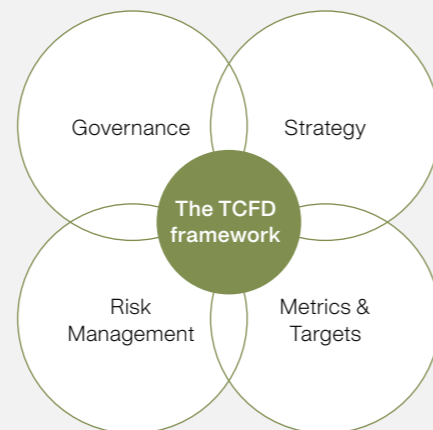 Governance
Strategy
The TCFD
framework
Risk
Management
Metrics &
Targets